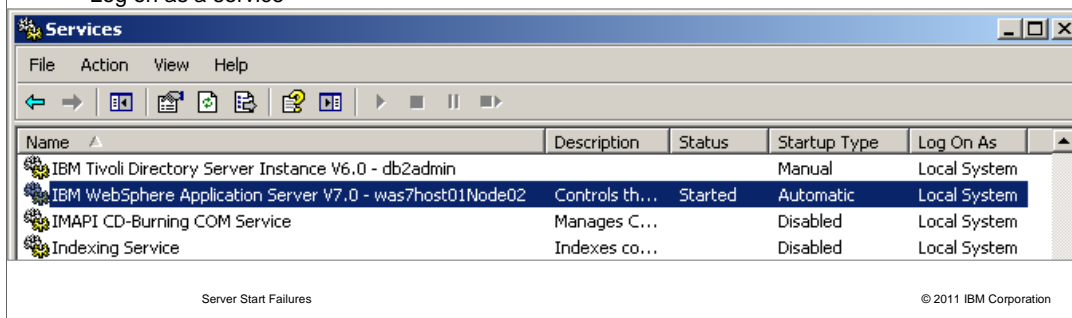 Log on as a service
Services
File Action View Help
Name Description Status Startup Type Log On As
IBM Tivoli Directory Server Instance V6.0 - db2admin Manual Local System
IBM WebSphere Application Server V7.0 - was7host01Node02 Controls th... Started Automatic Local System
IMAPI CD-Burning COM Service Manages C... Disabled Local System
Indexing Service Indexes co... Disabled Local System
Server Start Failures © 2011 IBM Corporation